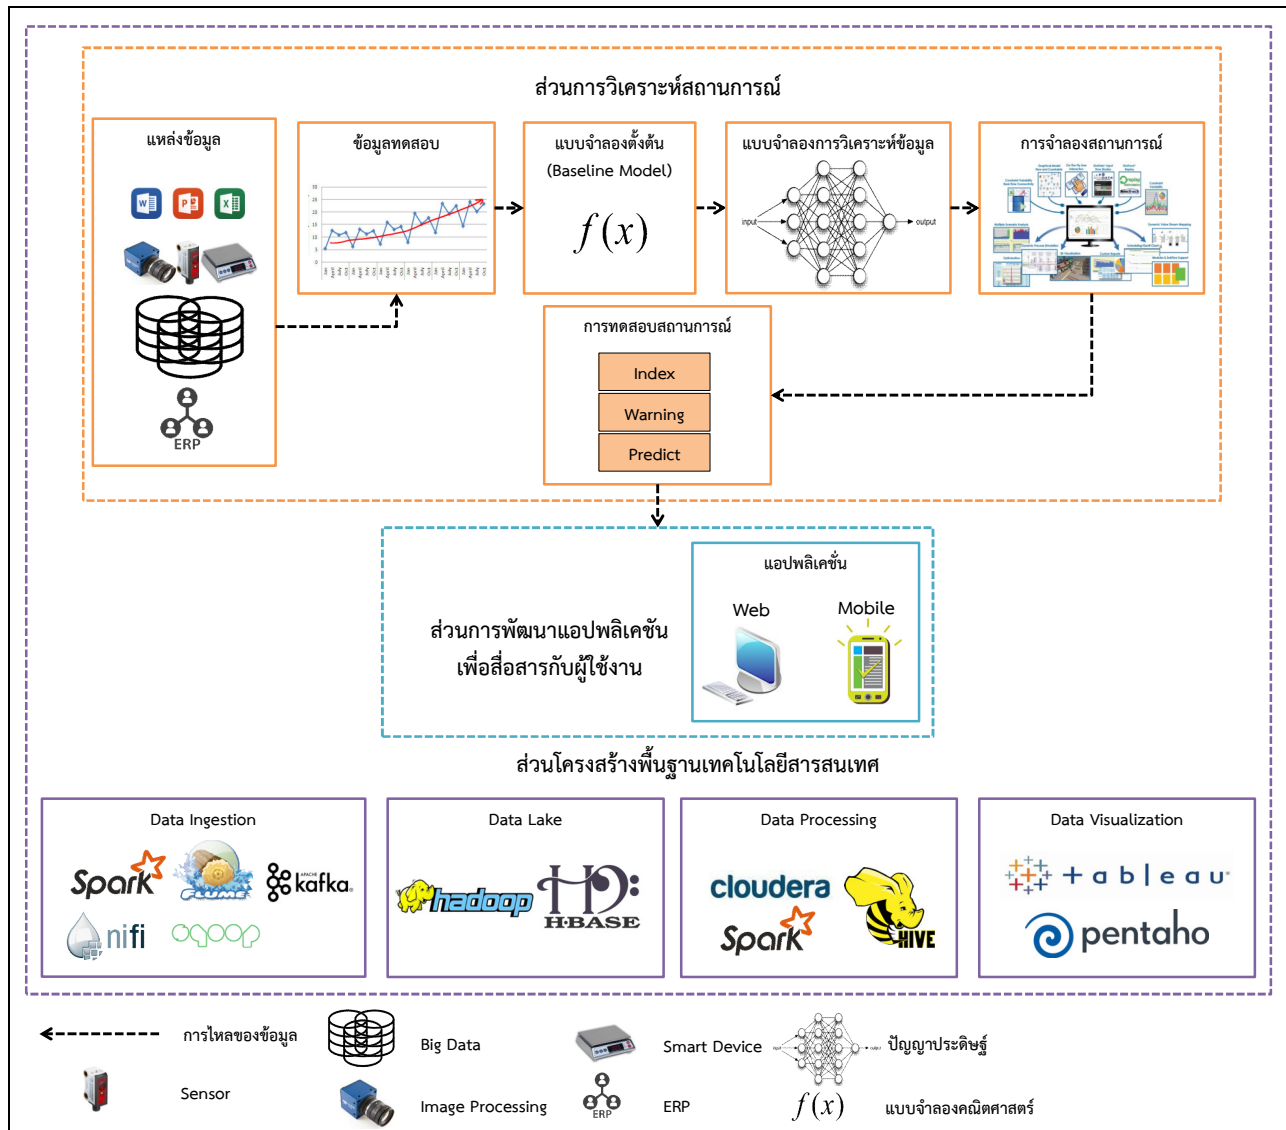 ส่วนการวิเคราะห์สถานการณ์
แหล่งข้อมูล
ERP
ข้อมูลทดสอบ
แบบจำลองตั้งต้น
(Baseline Model)
f(x)
แบบจำลองการวิเคราะห์ข้อมูล
input
output
การจำลองสถานการณ์
การทดสอบสถานการณ์
Index
Warning
Predict
แอปพลิเคชั่น
Web
Mobile
ส่วนการพัฒนาแอปพลิเคชัน
เพื่อสื่อสารกับผู้ใช้งาน
ส่วนโครงสร้างพื้นฐานเทคโนโลยีสารสนเทศ
Data Ingestion
Spark
FLUME
APACHE
kafka
nifi
sqoop
Data Lake
hadoop
H-BASE
Data Processing
cloudera
Spark
HIVE
Data Visualization
+ableau
pentaho
การไหลของข้อมูล
Big Data
Smart Device
input
output
ปัญญาประดิษฐ์
Sensor
Image Processing
ERP
ERP
f(x)
แบบจำลองคณิตศาสตร์